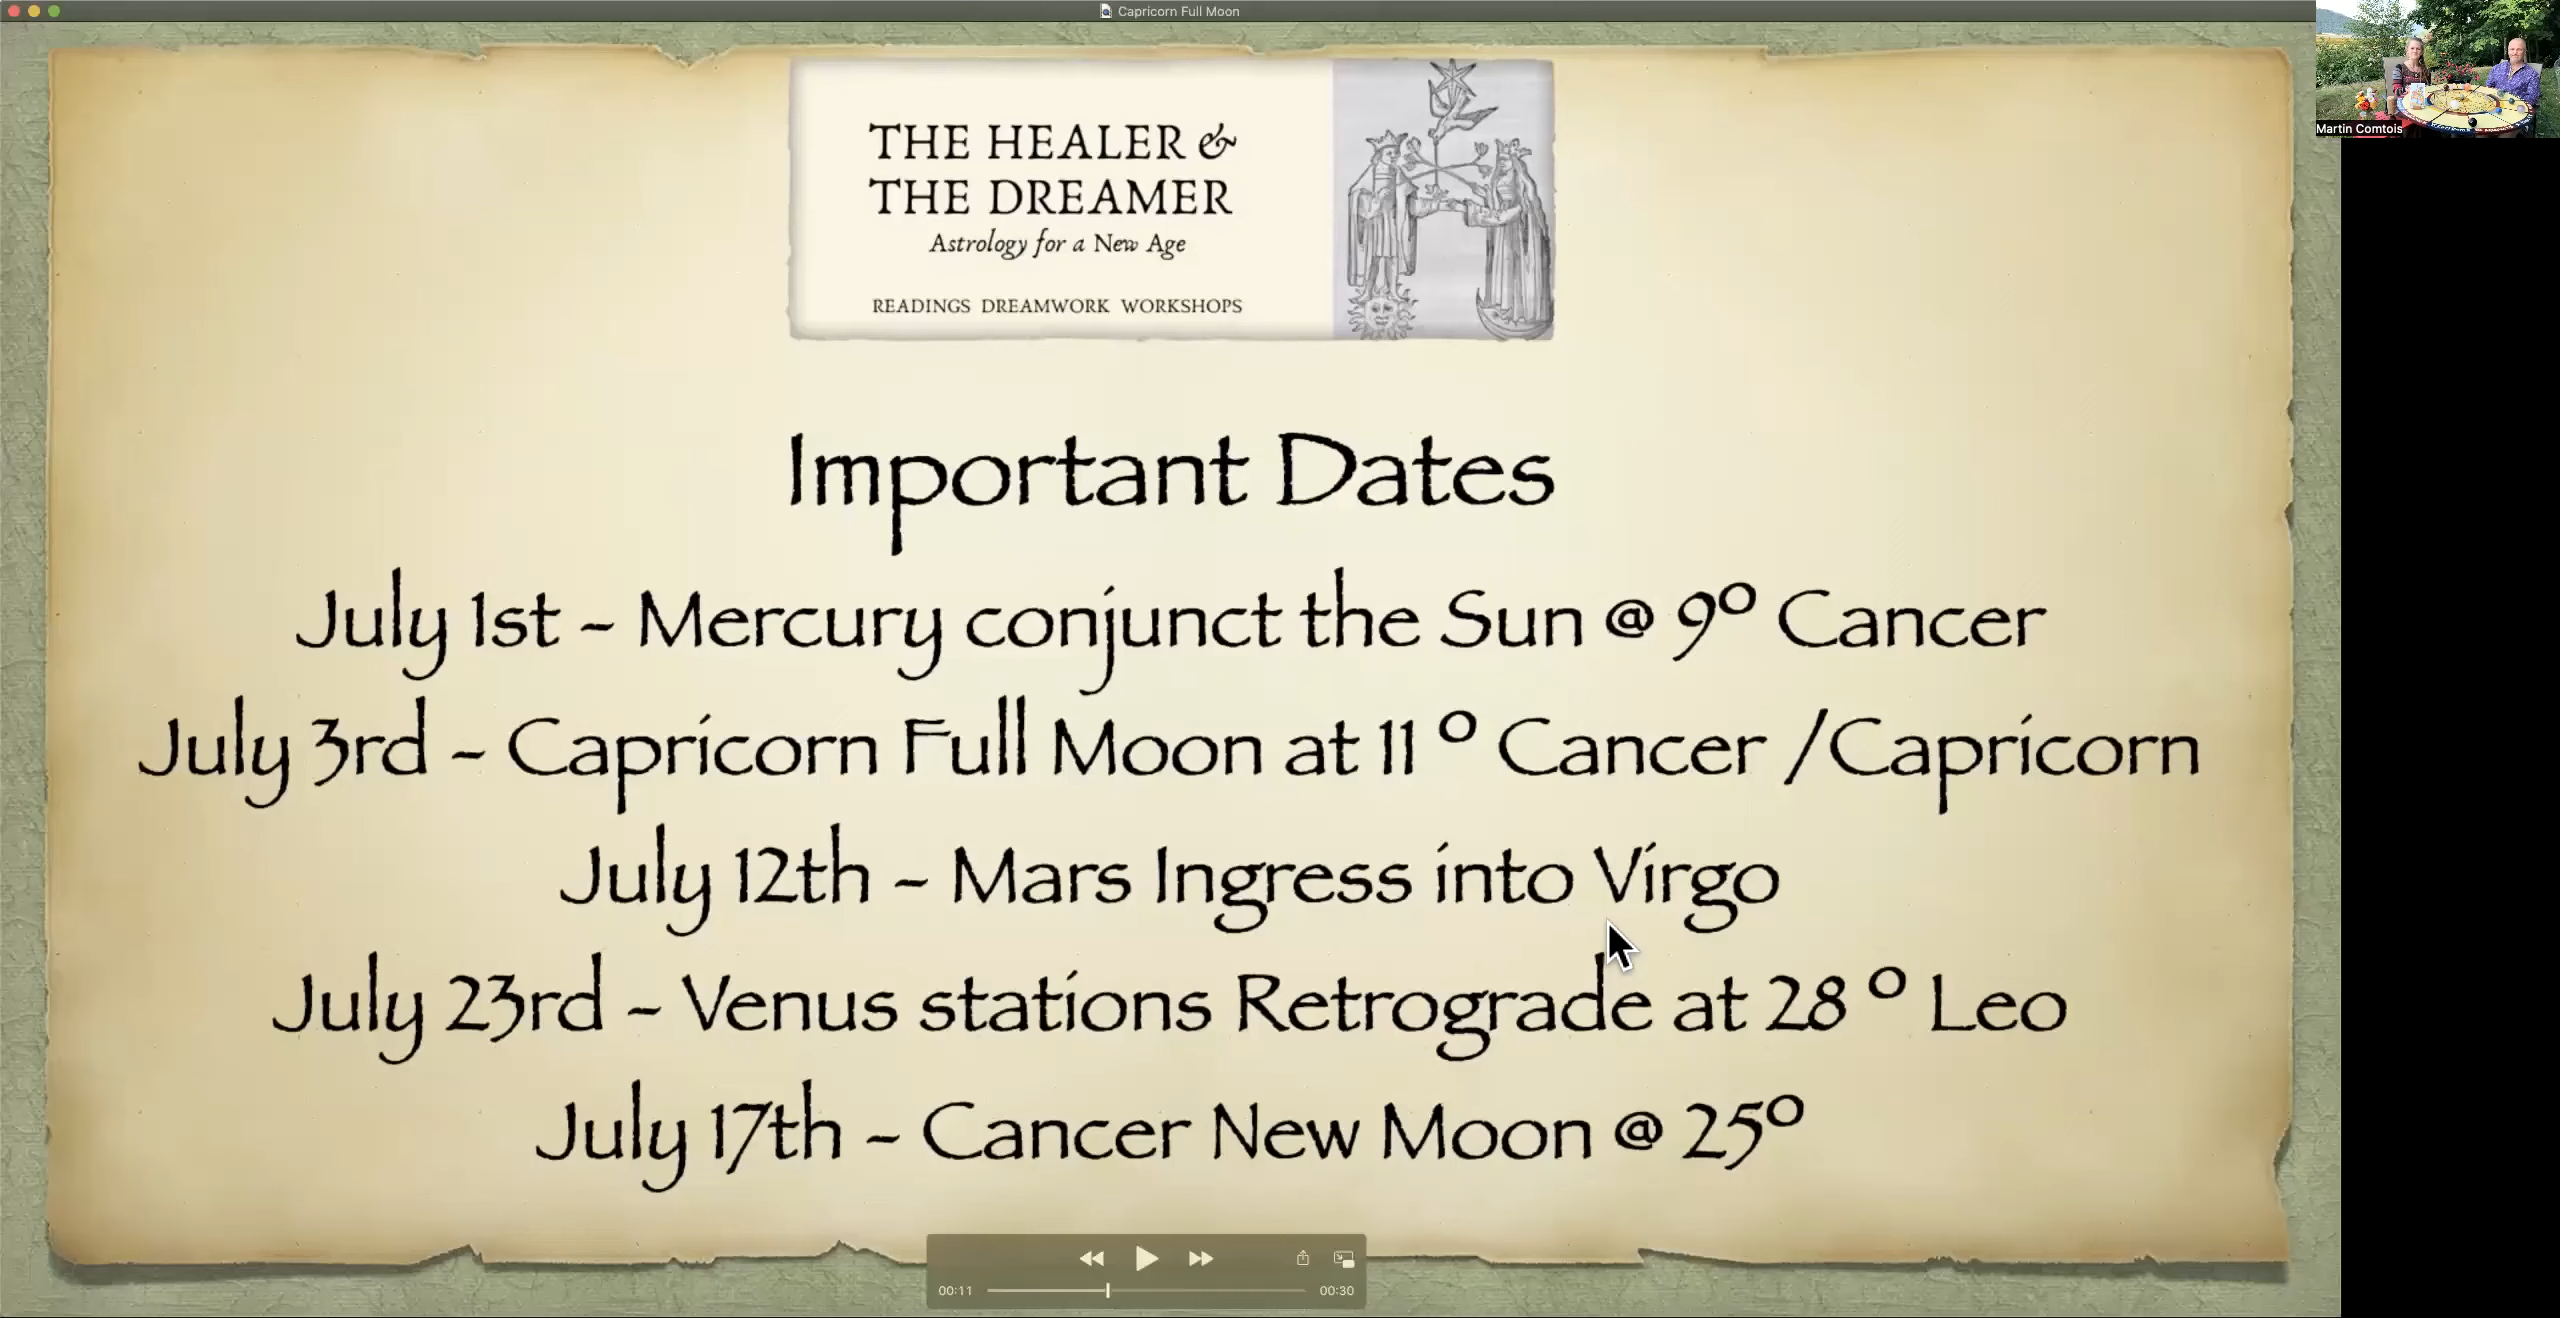 Capricorn Full Moon
Martin Comtois
THE HEALER &
THE DREAMER
Astrology for a New Age
READINGS DREAMWORK WORKSHOPS
Important Dates
July 1st - Mercury conjunct the Sun @ 9º Cancer
July 3rd - Capricorn Full Moon at 11 º Cancer /Capricorn
July 12th - Mars Ingress into Virgo
July 23rd - Venus stations Retrograde at 28 º Leo
July 17th - Cancer New Moon @ 25º
00:11
00:30